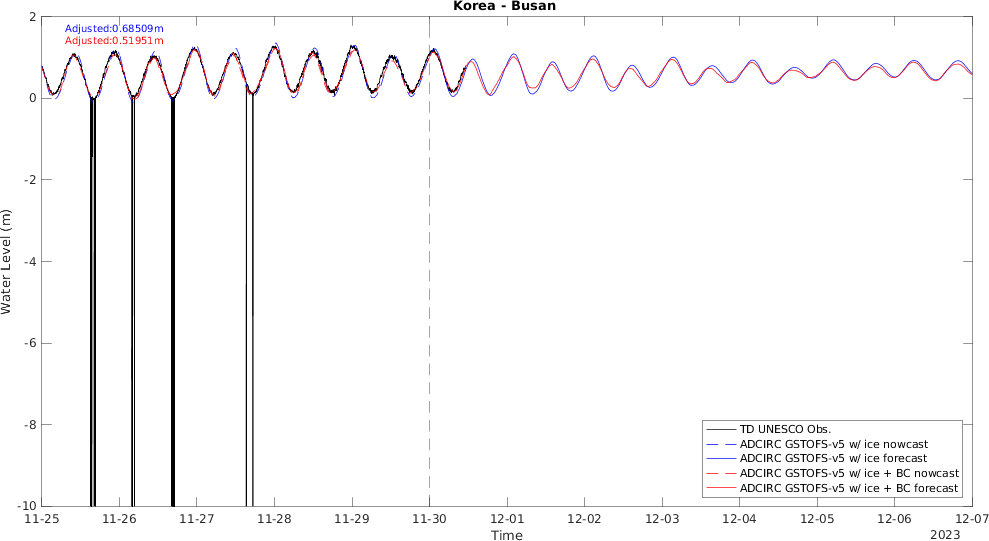 Korea - Busan
Adjusted:0.68509m
Adjusted:0.51951m
2
0
-2
-4
-6
-8
-10
Water Level (m)
TD UNESCO Obs.
ADCIRC GSTOFS-v5 w/ ice nowcast
ADCIRC GSTOFS-v5 w/ ice forecast
ADCIRC GSTOFS-v5 w/ ice + BC nowcast
ADCIRC GSTOFS-v5 w/ ice + BC forecast
11-25 11-26 11-27 11-28 11-29 11-30 12-01 12-02 12-03 12-04 12-05 12-06 12-07
Time
2023